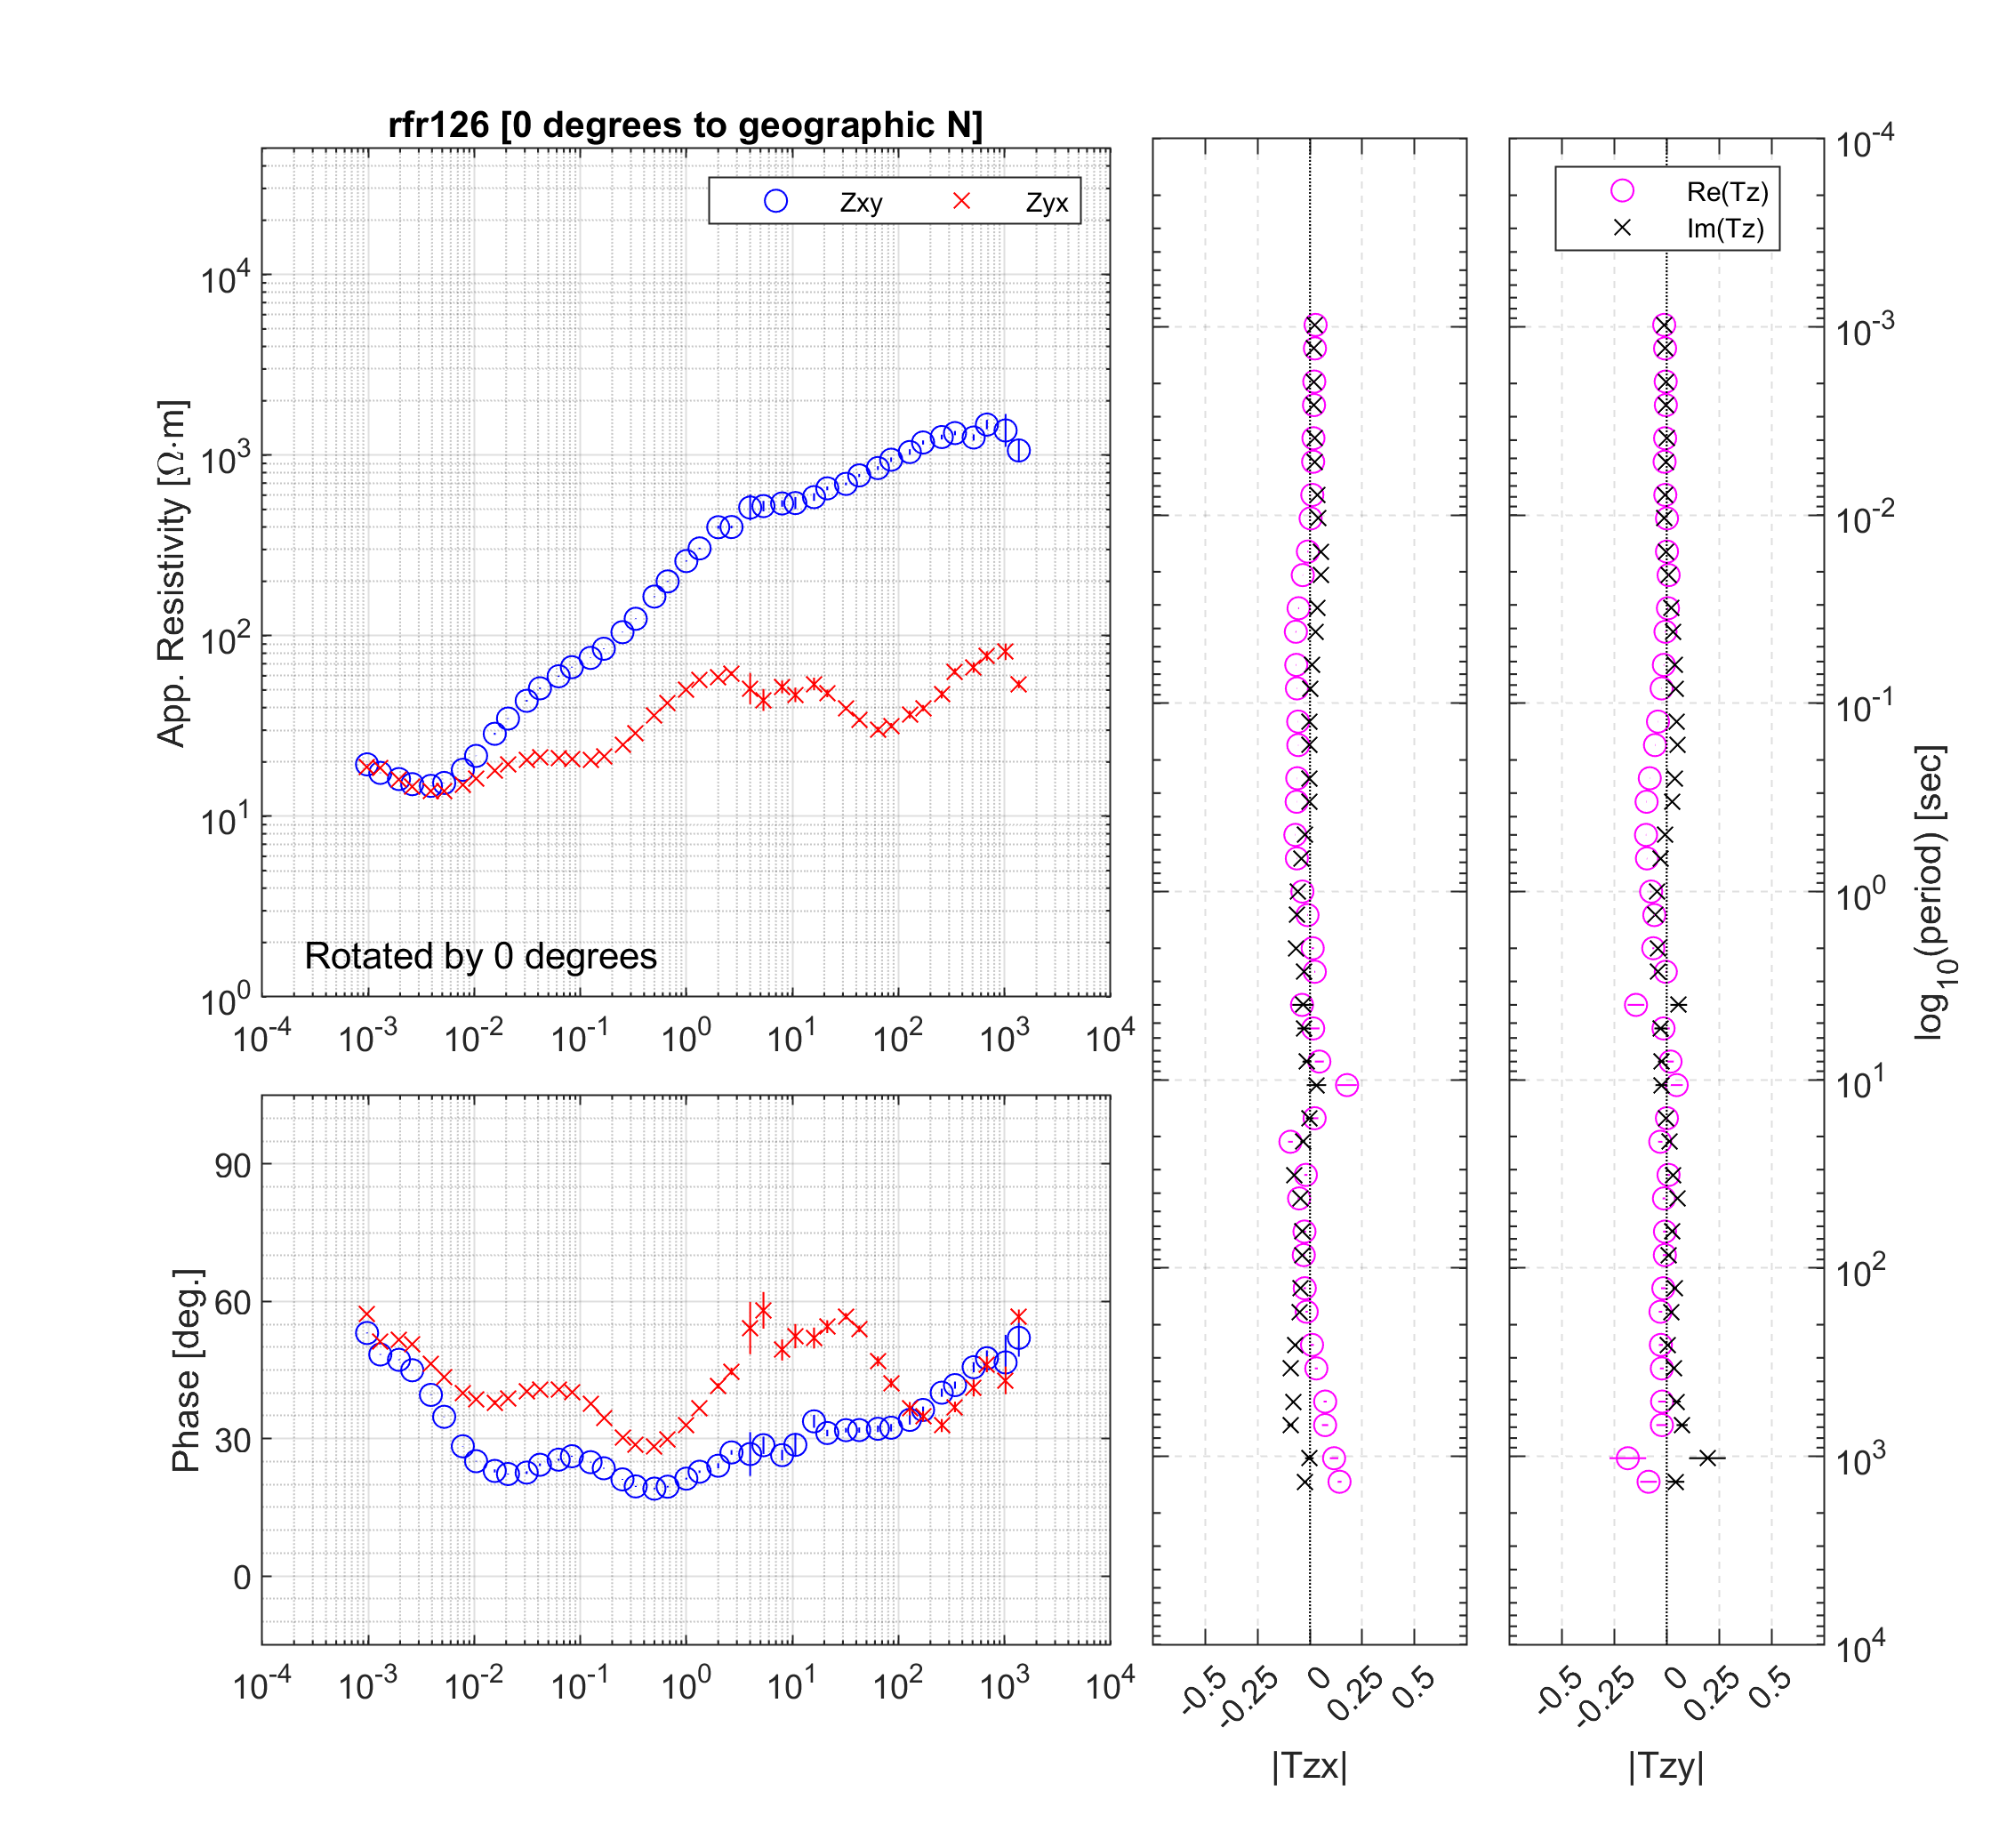 rfr126 [0 degrees to geographic N]
Zxy Zyx
App. Resistivity [Ω·m]
10^4
10^3
10^2
10^1
10^0
Rotated by 0 degrees
10^-4 10^-3 10^-2 10^-1 10^0 10^1 10^2 10^3 10^4
Phase [deg.]
90
60
30
0
10^-4 10^-3 10^-2 10^-1 10^0 10^1 10^2 10^3 10^4
-0.5 -0.25 0 0.25 0.5
|Tzx|
Re(Tz)
Im(Tz)
10^-4
10^-3
10^-2
10^-1
10^0
10^1
10^2
10^3
10^4
log10(period) [sec]
-0.5 -0.25 0 0.25 0.5
|Tzy|